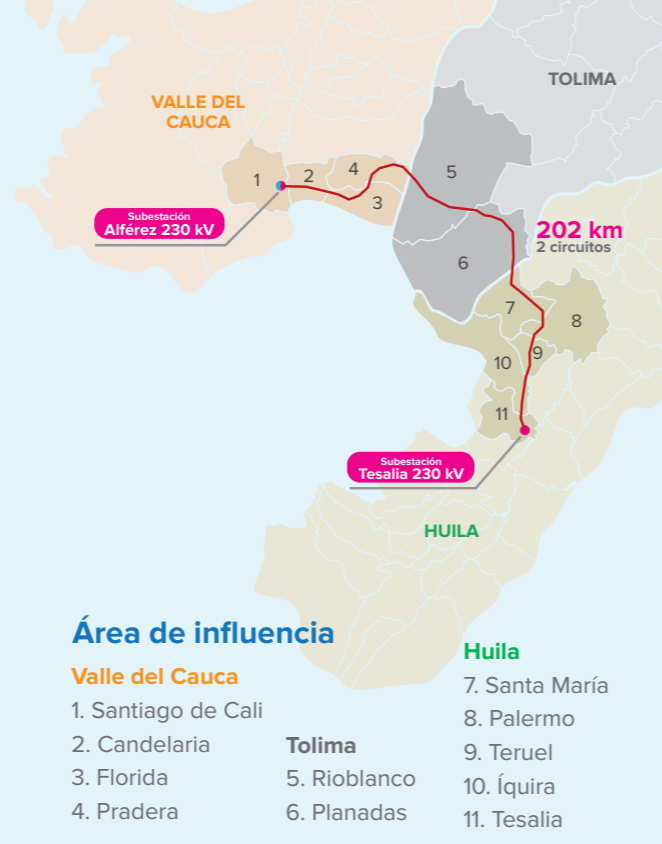 TOLIMA
VALLE DEL
CAUCA
1
2
4
3
5
Subestación
Alférez 230 kV
202 km
2 circuitos
6
7
8
9
10
11
Subestación
Tesalia 230 kV
HUILA
Área de influencia
Valle del Cauca
1. Santiago de Cali
2. Candelaria
3. Florida
4. Pradera
Tolima
5. Rioblanco
6. Planadas
Huila
7. Santa María
8. Palermo
9. Teruel
10. Íquira
11. Tesalia